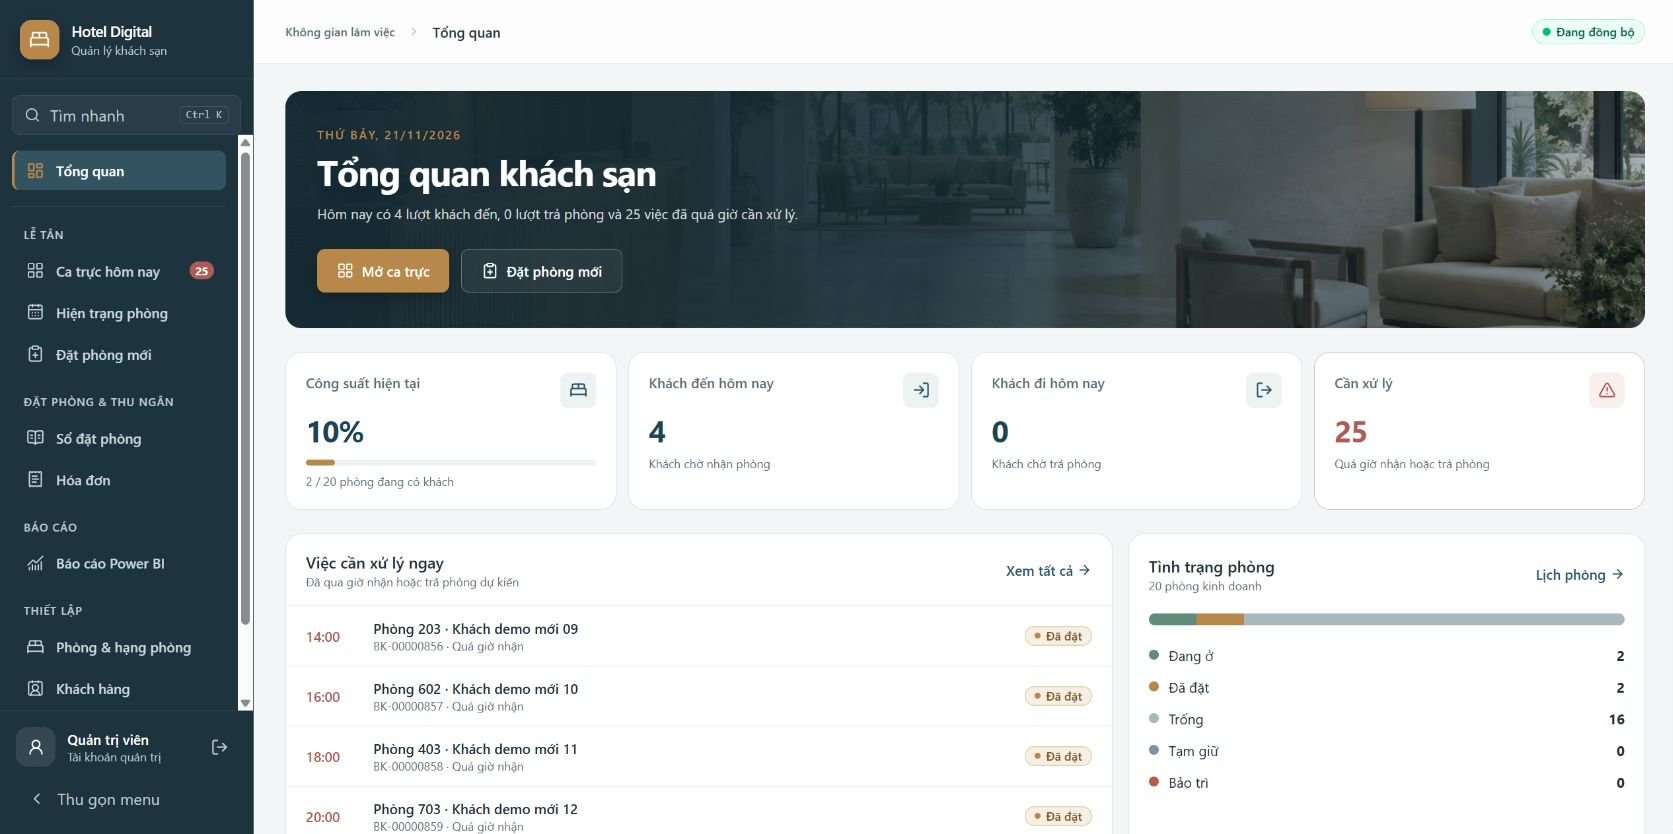 Hotel Digital
Quản lý khách sạn
Tìm nhanh
Ctrl K
Tổng quan
LỄ TÂN
Ca trực hôm nay
25
Hiện trạng phòng
Đặt phòng mới
ĐẶT PHÒNG & THU NGÂN
Sổ đặt phòng
Hóa đơn
BÁO CÁO
Báo cáo Power BI
THIẾT LẬP
Phòng & hạng phòng
Khách hàng
Quản trị viên
Tài khoản quản trị
Thu gọn menu
Không gian làm việc
Tổng quan
Đang đồng bộ
THỨ BẢY, 21/11/2026
Tổng quan khách sạn
Hôm nay có 4 lượt khách đến, 0 lượt trả phòng và 25 việc đã quá giờ cần xử lý.
Mở ca trực
Đặt phòng mới
Công suất hiện tại
10%
2 / 20 phòng đang có khách
Khách đến hôm nay
4
Khách chờ nhận phòng
Khách đi hôm nay
0
Khách chờ trả phòng
Cần xử lý
25
Quá giờ nhận hoặc trả phòng
Việc cần xử lý ngay
Đã qua giờ nhận hoặc trả phòng dự kiến
Xem tất cả
14:00
Phòng 203 · Khách demo mới 09
BK-00000856 · Quá giờ nhận
Đã đặt
16:00
Phòng 602 · Khách demo mới 10
BK-00000857 · Quá giờ nhận
Đã đặt
18:00
Phòng 403 · Khách demo mới 11
BK-00000858 · Quá giờ nhận
Đã đặt
20:00
Phòng 703 · Khách demo mới 12
BK-00000859 · Quá giờ nhận
Đã đặt
Tình trạng phòng
20 phòng kinh doanh
Lịch phòng
Đang ở 2
Đã đặt 2
Trống 16
Tạm giữ 0
Bảo trì 0